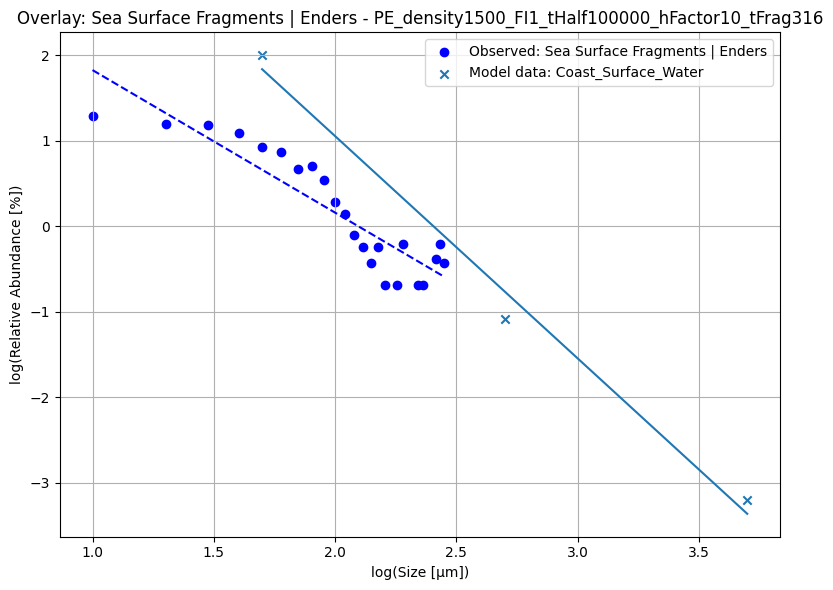 Overlay: Sea Surface Fragments | Enders - PE_density1500_FI1_tHalf100000_hFactor10_tFrag316
Observed: Sea Surface Fragments | Enders
Model data: Coast_Surface_Water
log(Relative Abundance [%])
2
1
0
−1
−2
−3
1.0
1.5
2.0
2.5
3.0
3.5
log(Size [µm])